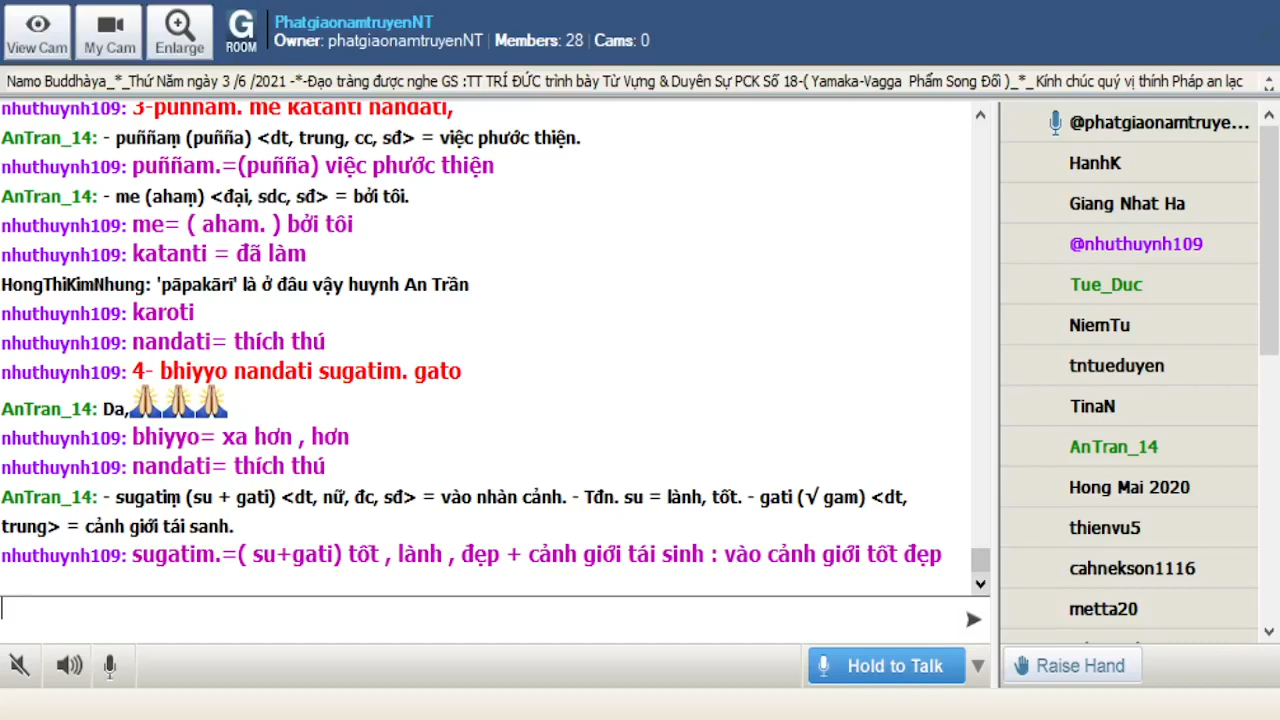 View Cam
My Cam
Enlarge
G
ROOM
PhatgiaonamtruyenNT
Owner: phatgiaonamtruyenNT | Members: 28 | Cams: 0
Namo Buddhàya_*_Thứ Năm ngày 3 /6 /2021 -*-Đạo tràng được nghe GS :TT TRÍ ĐỨC trình bày Từ Vựng & Duyên Sự PCK Số 18-( Yamaka-Vagga Phẩm Song Đối )_*_Kính chúc quý vị thính Pháp an lạc
nhuthuynh109: 3-puññam. me katanti nandati,
AnTran_14: - puññaṃ (puñña) <dt, trung, cc, sđ> = việc phước thiện.
nhuthuynh109: puññam.=(puñña) việc phước thiện
AnTran_14: - me (ahaṃ) <đại, sdc, sđ> = bởi tôi.
nhuthuynh109: me= ( aham. ) bởi tôi
nhuthuynh109: katanti = đã làm
HongThiKimNhung: 'pāpakārī' là ở đâu vậy huynh An Trần
nhuthuynh109: karoti
nhuthuynh109: nandati= thích thú
nhuthuynh109: 4- bhiyyo nandati sugatim. gato
AnTran_14: Da,
nhuthuynh109: bhiyyo= xa hơn , hơn
nhuthuynh109: nandati= thích thú
AnTran_14: - sugatiṃ (su + gati) <dt, nữ, đc, sđ> = vào nhàn cảnh. - Tđn. su = lành, tốt. - gati (√ gam) <dt,
trung> = cảnh giới tái sanh.
nhuthuynh109: sugatim.=( su+gati) tốt , lành , đẹp + cảnh giới tái sinh : vào cảnh giới tốt đẹp
@phatgiaonamtruye...
HanhK
Giang Nhat Ha
@nhuthuynh109
Tue_Duc
NiemTu
tntueduyen
TinaN
AnTran_14
Hong Mai 2020
thienvu5
cahnekson1116
metta20
Hold to Talk
Raise Hand